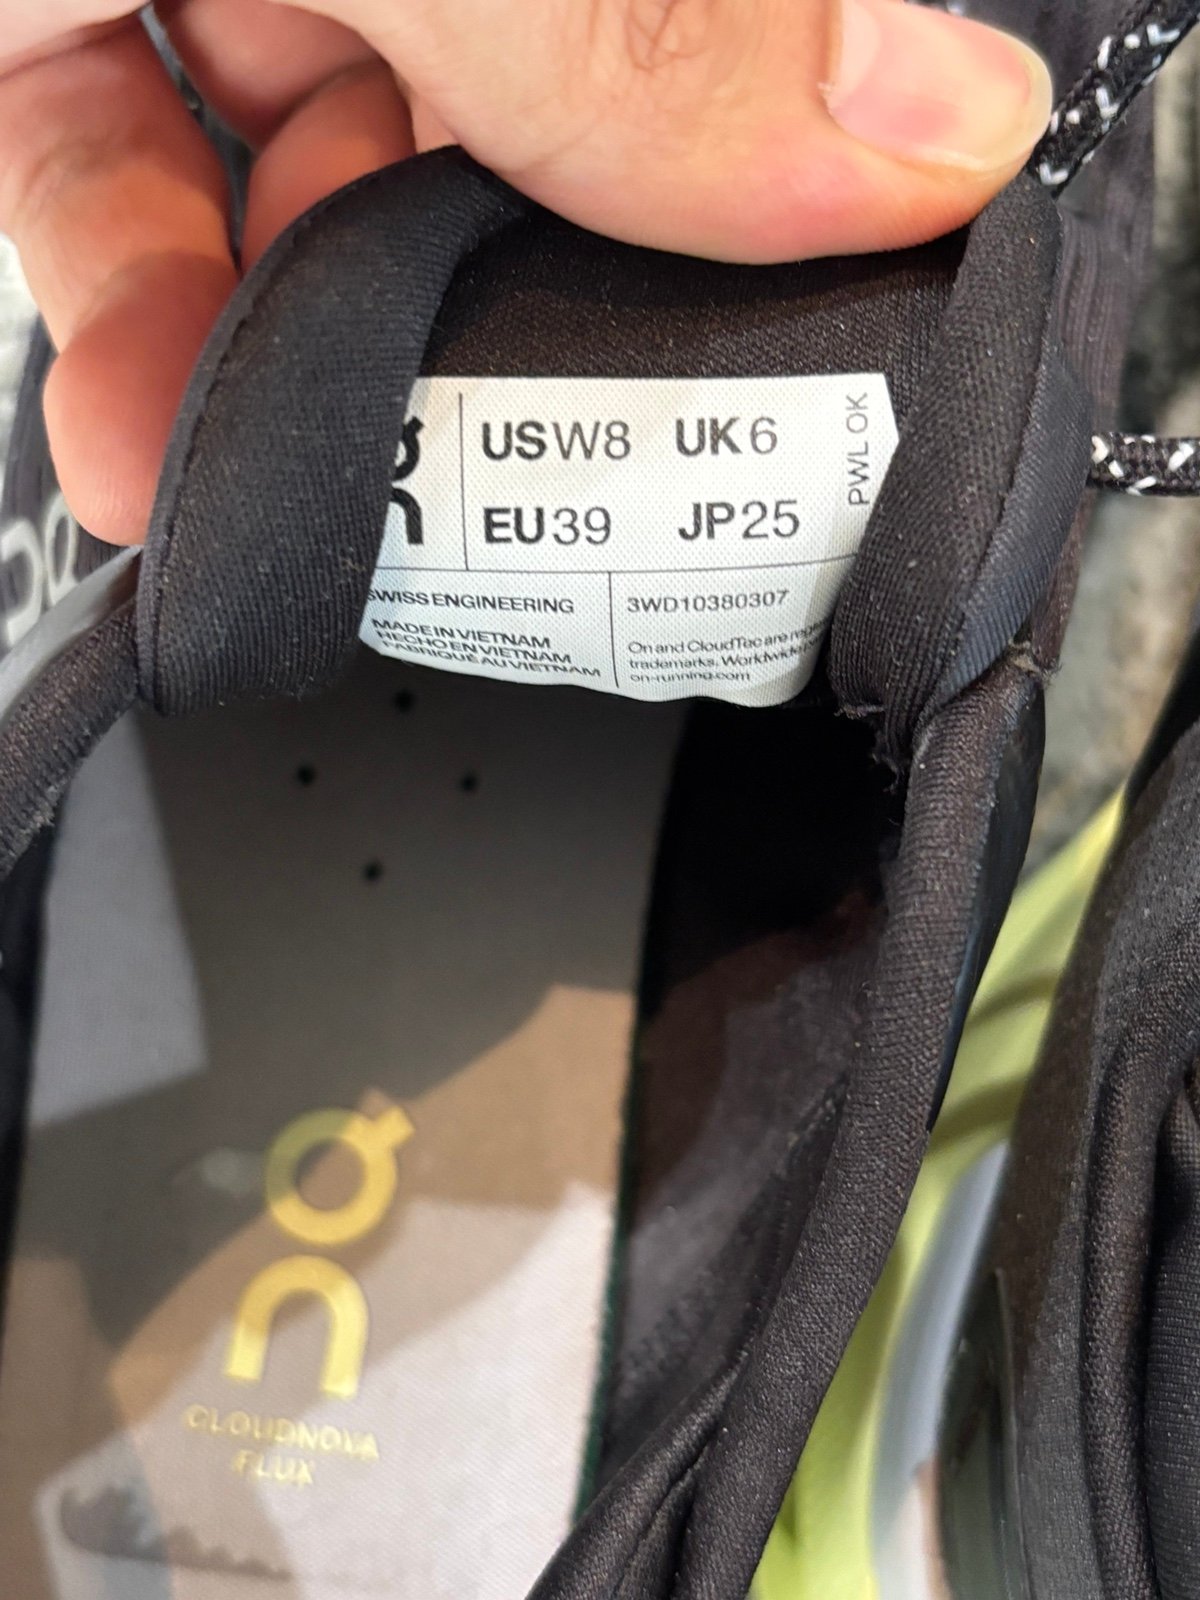 USW8 UK6
EU39 JP25
PWL OK
SWISS ENGINEERING
MADE IN VIETNAM
HECHO EN VIETNAM
FABRIQUÉ AU VIETNAM
3WD10380307
On and CloudTec are
trademarks. Worldwide
on-running.com
On
CLOUDNOVA
FLUX